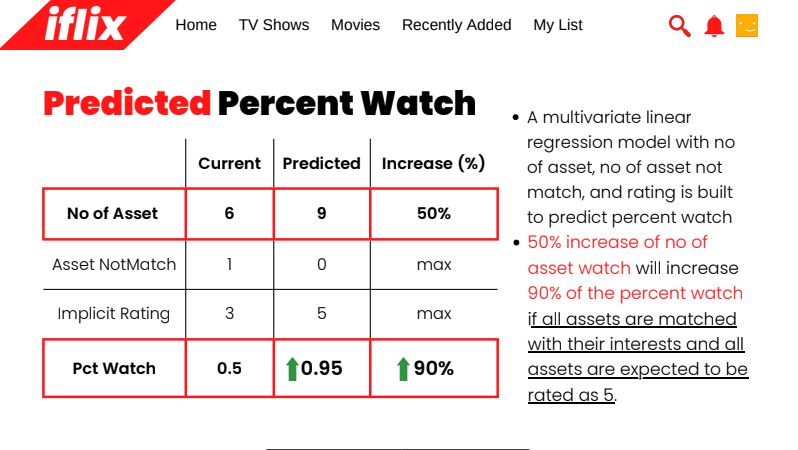 iflix
Home TV Shows Movies Recently Added My List
Predicted Percent Watch
Current Predicted Increase (%)
No of Asset 6 9 50%
Asset NotMatch 1 0 max
Implicit Rating 3 5 max
Pct Watch 0.5 0.95 90%
• A multivariate linear
regression model with no
of asset, no of asset not
match, and rating is built
to predict percent watch
• 50% increase of no of
asset watch will increase
90% of the percent watch
if all assets are matched
with their interests and all
assets are expected to be
rated as 5.